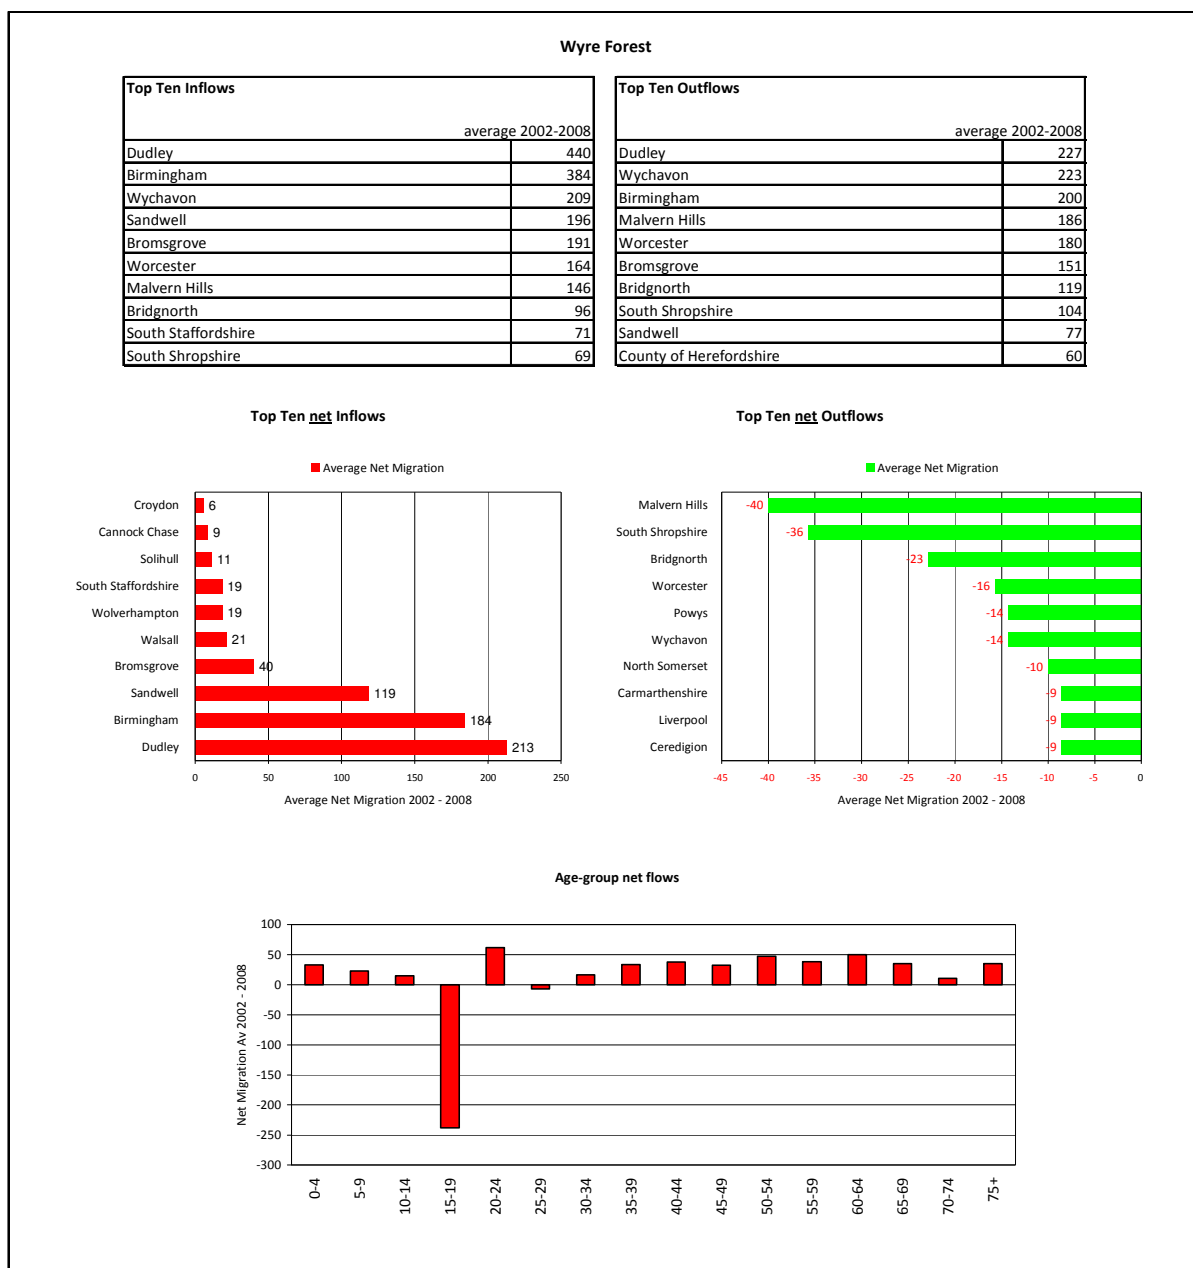 Wyre Forest
Top Ten Inflows
average 2002-2008
Dudley 440
Birmingham 384
Wychavon 209
Sandwell 196
Bromsgrove 191
Worcester 164
Malvern Hills 146
Bridgnorth 96
South Staffordshire 71
South Shropshire 69
Top Ten Outflows
average 2002-2008
Dudley 227
Wychavon 223
Birmingham 200
Malvern Hills 186
Worcester 180
Bromsgrove 151
Bridgnorth 119
South Shropshire 104
Sandwell 77
County of Herefordshire 60
Top Ten net Inflows
Average Net Migration
Croydon 6
Cannock Chase 9
Solihull 11
South Staffordshire 19
Wolverhampton 19
Walsall 21
Bromsgrove 40
Sandwell 119
Birmingham 184
Dudley 213
0 50 100 150 200 250
Average Net Migration 2002 - 2008
Top Ten net Outflows
Average Net Migration
Malvern Hills -40
South Shropshire -36
Bridgnorth -23
Worcester -16
Powys -14
Wychavon -14
North Somerset -10
Carmarthenshire -9
Liverpool -9
Ceredigion -9
-45 -40 -35 -30 -25 -20 -15 -10 -5 0
Average Net Migration 2002 - 2008
Age-group net flows
Net Migration Av 2002 - 2008
100
50
0
-50
-100
-150
-200
-250
-300
0-4 5-9 10-14 15-19 20-24 25-29 30-34 35-39 40-44 45-49 50-54 55-59 60-64 65-69 70-74 75+